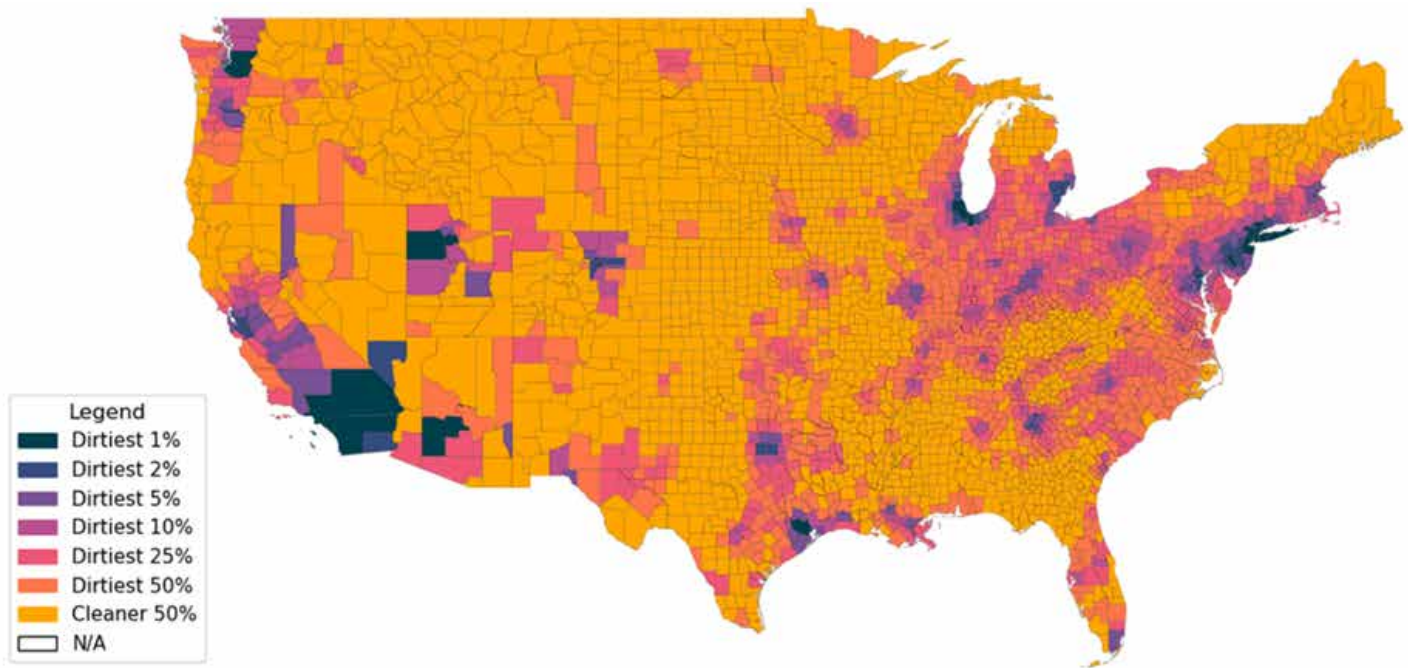 Legend
Dirtiest 1%
Dirtiest 2%
Dirtiest 5%
Dirtiest 10%
Dirtiest 25%
Dirtiest 50%
Cleaner 50%
N/A